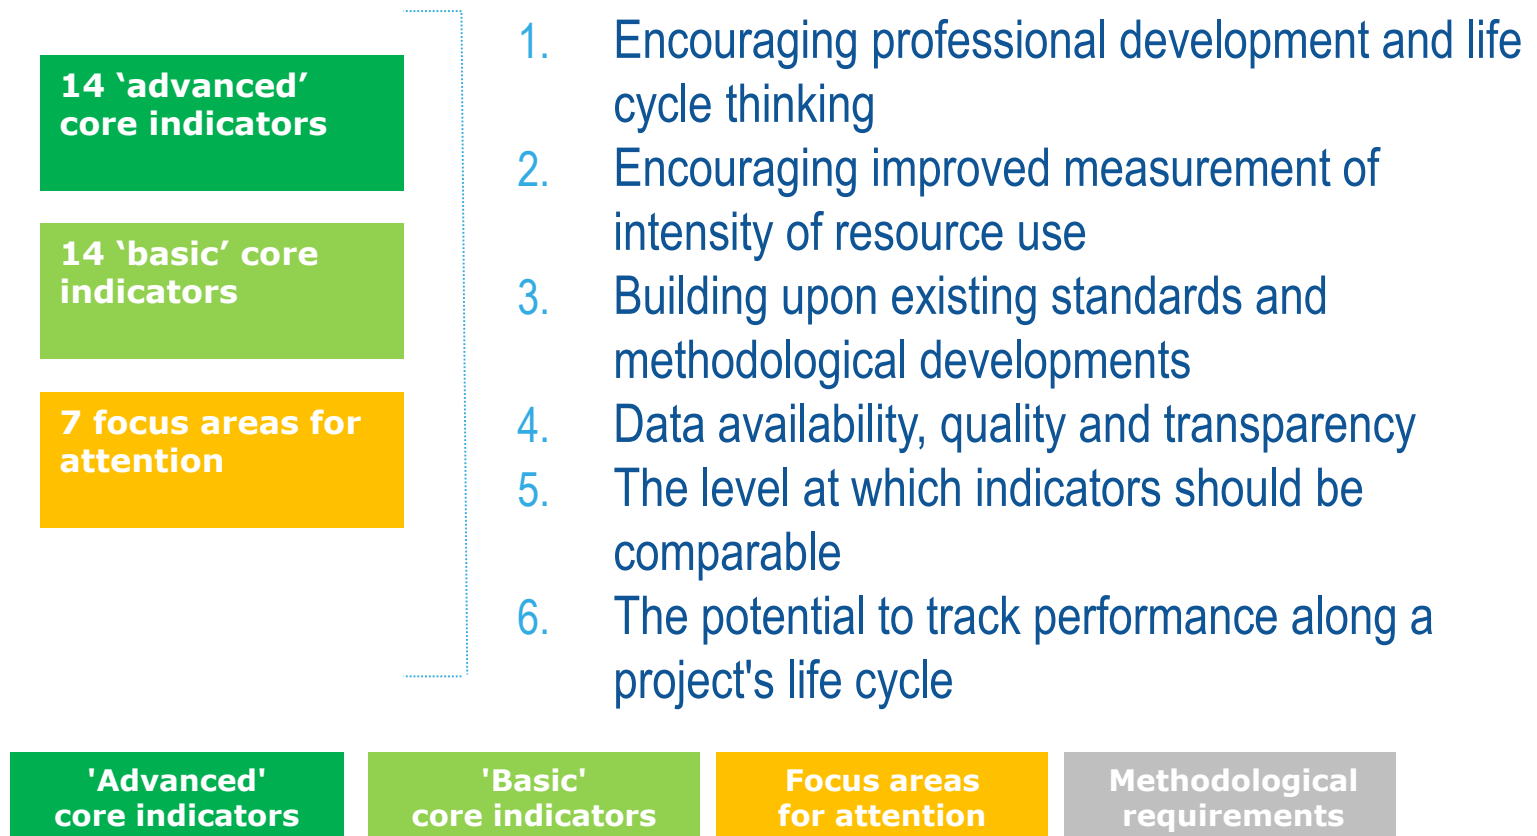 14 ‘advanced’
core indicators
14 ‘basic’ core
indicators
7 focus areas for
attention
1. Encouraging professional development and life
cycle thinking
2. Encouraging improved measurement of
intensity of resource use
3. Building upon existing standards and
methodological developments
4. Data availability, quality and transparency
5. The level at which indicators should be
comparable
6. The potential to track performance along a
project's life cycle
'Advanced'
core indicators
'Basic'
core indicators
Focus areas
for attention
Methodological
requirements